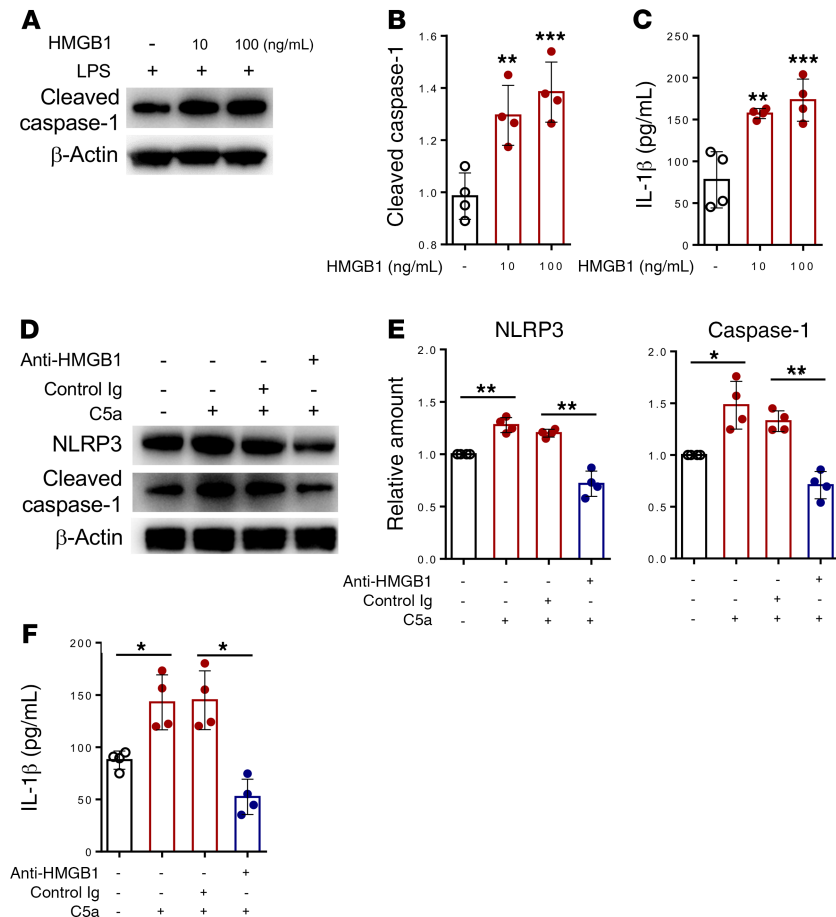 A
HMGB1 - 10 100 (ng/mL)
LPS + + +
Cleaved
caspase-1
β-Actin
B
Cleaved caspase-1
1.6
1.4
1.2
1.0
0.8
** ***
HMGB1 (ng/mL) - 10 100
C
IL-1β (pg/mL)
250
200
150
100
50
0
** ***
HMGB1 (ng/mL) - 10 100
D
Anti-HMGB1 - - - +
Control Ig - - + -
C5a - + + +
NLRP3
Cleaved
caspase-1
β-Actin
E
NLRP3
Relative amount
2.0
1.5
1.0
0.5
0.0
** **
Anti-HMGB1 - - - +
Control Ig - - + -
C5a - + + +
Caspase-1
2.0
1.5
1.0
0.5
0.0
* **
- - - +
- - + -
- + + +
F
IL-1β (pg/mL)
200
150
100
50
0
* *
Anti-HMGB1 - - - +
Control Ig - - + -
C5a - + + +